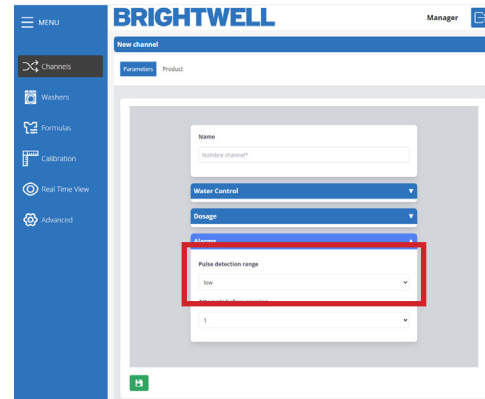 MENU
BRIGHTWELL
Manager
New channel
Channels
Parameters Product
Washers
Formulas
Name
Nombre channel*
Calibration
Water Control
Real Time View
Dosage
Advanced
Alarms
Pulse detection range
low
1